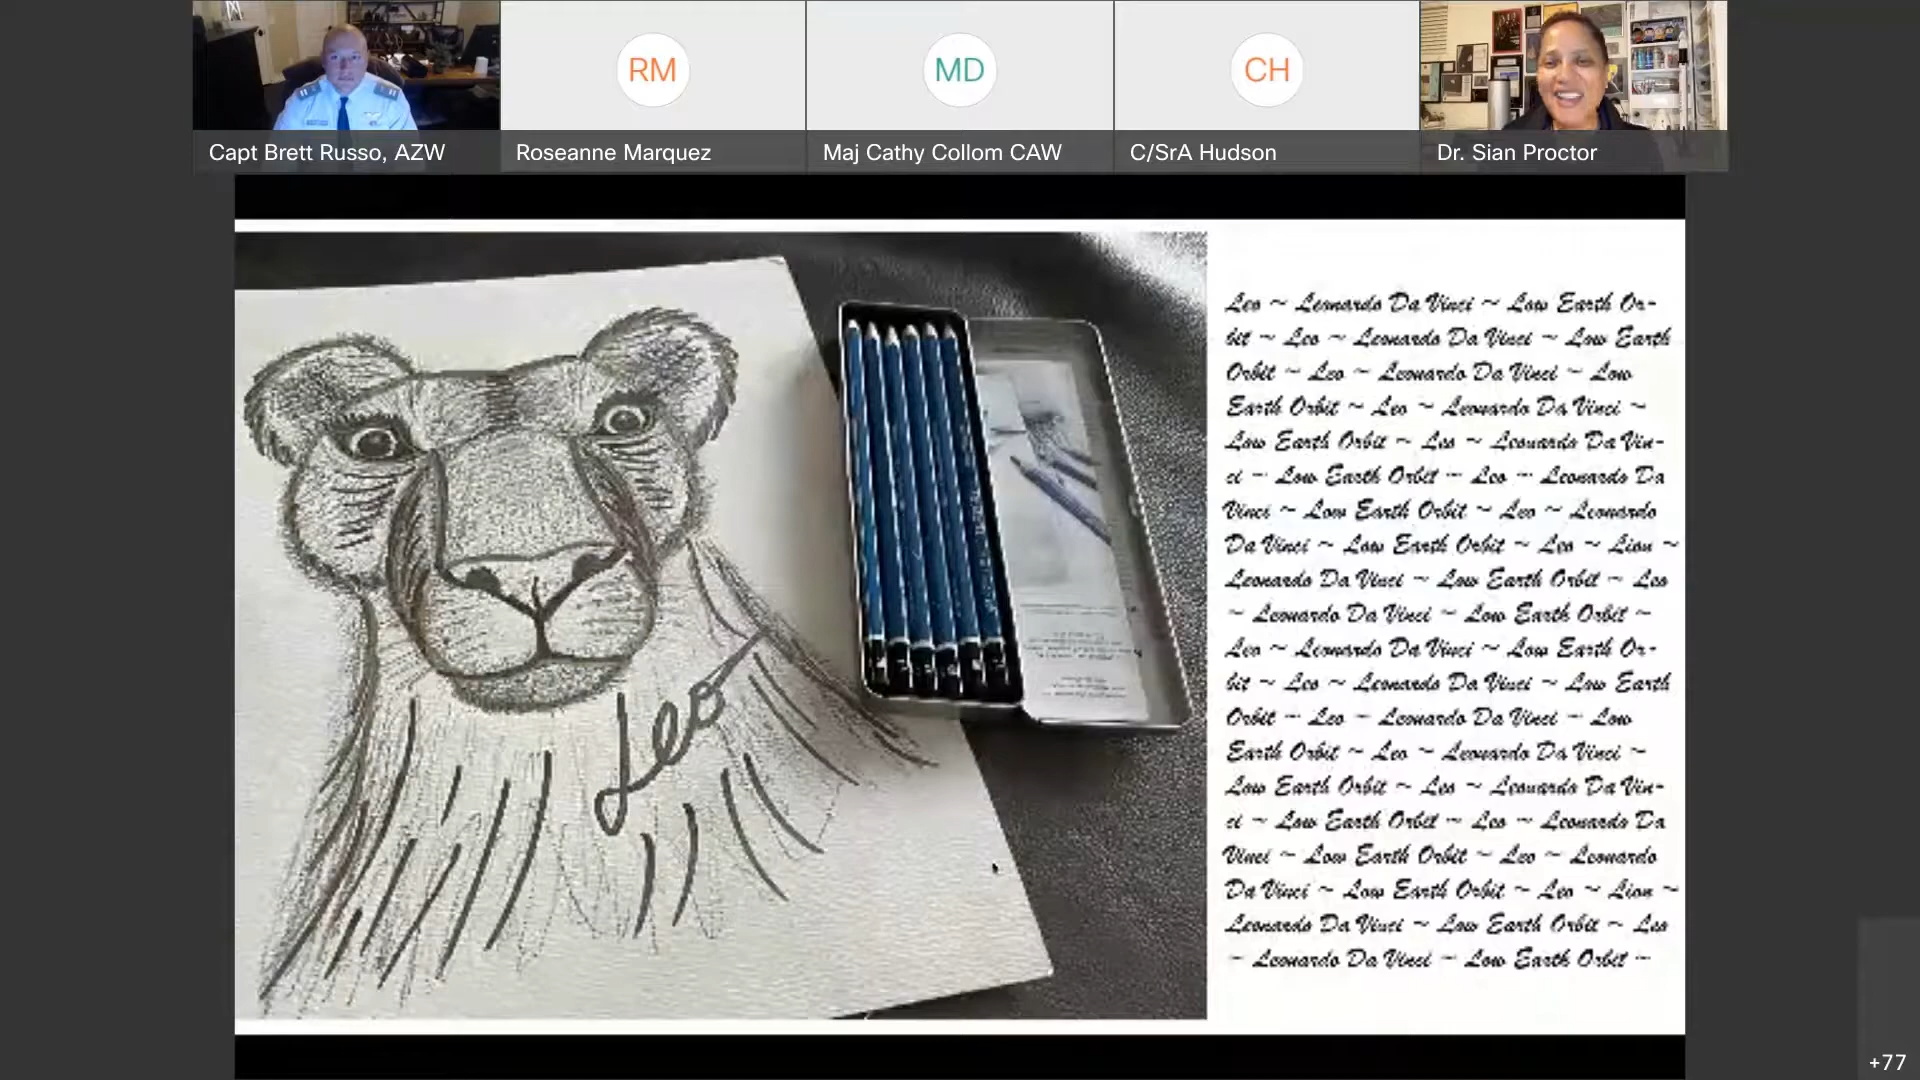 RM
MD
CH
Capt Brett Russo, AZW
Roseanne Marquez
Maj Cathy Collom CAW
C/SrA Hudson
Dr. Sian Proctor
Leo
Leo ~ Leonardo Da Vinci ~ Low Earth Or-
bit ~ Leo ~ Leonardo Da Vinci ~ Low Earth
Orbit ~ Leo ~ Leonardo Da Vinci ~ Low
Earth Orbit ~ Leo ~ Leonardo Da Vinci ~
Low Earth Orbit ~ Leo ~ Leonardo Da Vin-
ci ~ Low Earth Orbit ~ Leo ~ Leonardo Da
Vinci ~ Low Earth Orbit ~ Leo ~ Leonardo
Da Vinci ~ Low Earth Orbit ~ Leo ~ Lion ~
Leonardo Da Vinci ~ Low Earth Orbit ~ Leo
~ Leonardo Da Vinci ~ Low Earth Orbit ~
Leo ~ Leonardo Da Vinci ~ Low Earth Or-
bit ~ Leo ~ Leonardo Da Vinci ~ Low Earth
Orbit ~ Leo ~ Leonardo Da Vinci ~ Low
Earth Orbit ~ Leo ~ Leonardo Da Vinci ~
Low Earth Orbit ~ Leo ~ Leonardo Da Vin-
ci ~ Low Earth Orbit ~ Leo ~ Leonardo Da
Vinci ~ Low Earth Orbit ~ Leo ~ Leonardo
Da Vinci ~ Low Earth Orbit ~ Leo ~ Lion ~
Leonardo Da Vinci ~ Low Earth Orbit ~ Leo
~ Leonardo Da Vinci ~ Low Earth Orbit ~
+77